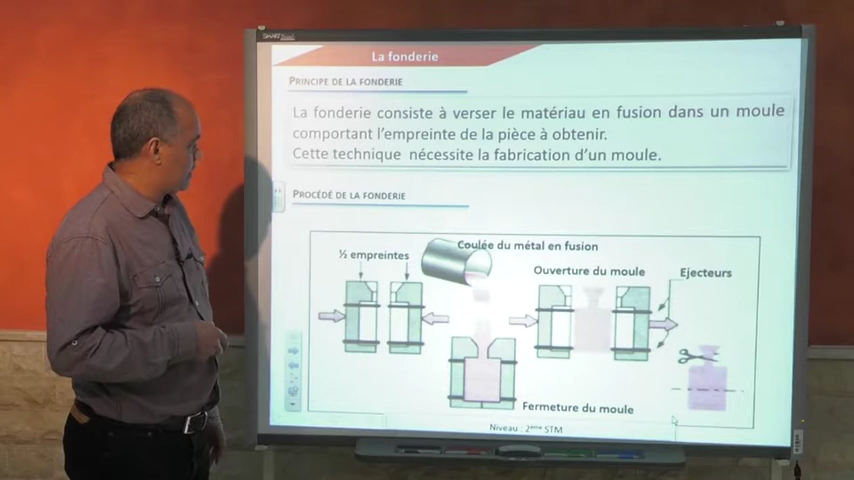 SMART Board
La fonderie
PRINCIPE DE LA FONDERIE
La fonderie consiste à verser le matériau en fusion dans un moule
comportant l'empreinte de la pièce à obtenir.
Cette technique nécessite la fabrication d'un moule.
PROCÉDÉ DE LA FONDERIE
½ empreintes
Coulée du métal en fusion
Ouverture du moule
Ejecteurs
Fermeture du moule
Niveau : 2ème STM